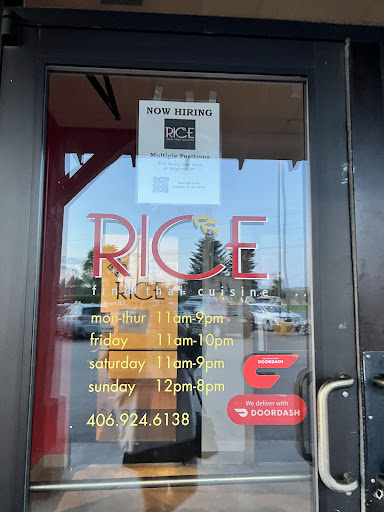 NOW HIRING
RICE
Multiple Positions
RICE
fine thai cuisine
RICE
mon-thur 11am-9pm
friday 11am-10pm
saturday 11am-9pm
sunday 12pm-8pm
406.924.6138
DOORDASH
We deliver with
DOORDASH